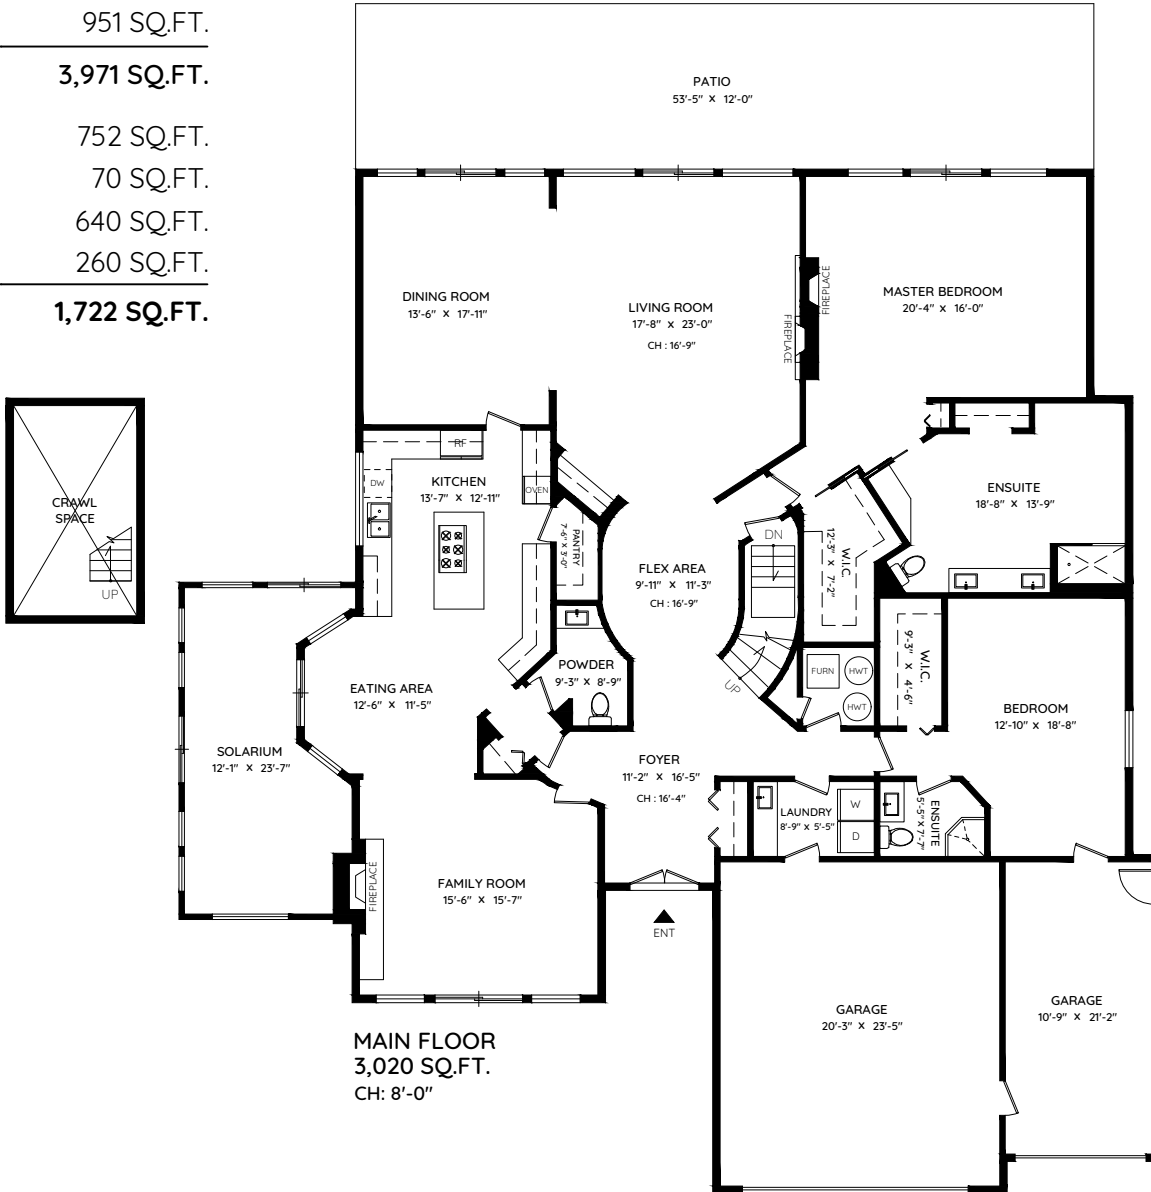 951 SQ.FT.
3,971 SQ.FT.
752 SQ.FT.
70 SQ.FT.
640 SQ.FT.
260 SQ.FT.
1,722 SQ.FT.
PATIO
53'-5" X 12'-0"
DINING ROOM
13'-6" X 17'-11"
LIVING ROOM
17'-8" X 23'-0"
CH : 16'-9"
FIREPLACE
FIREPLACE
MASTER BEDROOM
20'-4" X 16'-0"
CRAWL
SPACE
UP
RF
DW
KITCHEN
13'-7" X 12'-11"
OVEN
PANTRY
7'-6" X 3'-0"
FLEX AREA
9'-11" X 11'-3"
CH : 16'-9"
DN
UP
W.I.C.
12'-3" X 7'-2"
ENSUITE
18'-8" X 13'-9"
POWDER
9'-3" X 8'-9"
FURN
HWT
HWT
W.I.C.
9'-3" X 4'-6"
BEDROOM
12'-10" X 18'-8"
EATING AREA
12'-6" X 11'-5"
SOLARIUM
12'-1" X 23'-7"
FOYER
11'-2" X 16'-5"
CH : 16'-4"
LAUNDRY
8'-9" X 5'-5"
W
D
ENSUITE
5'-5" X 7'-7"
FIREPLACE
FAMILY ROOM
15'-6" X 15'-7"
ENT
GARAGE
20'-3" X 23'-5"
GARAGE
10'-9" X 21'-2"
MAIN FLOOR
3,020 SQ.FT.
CH: 8'-0"